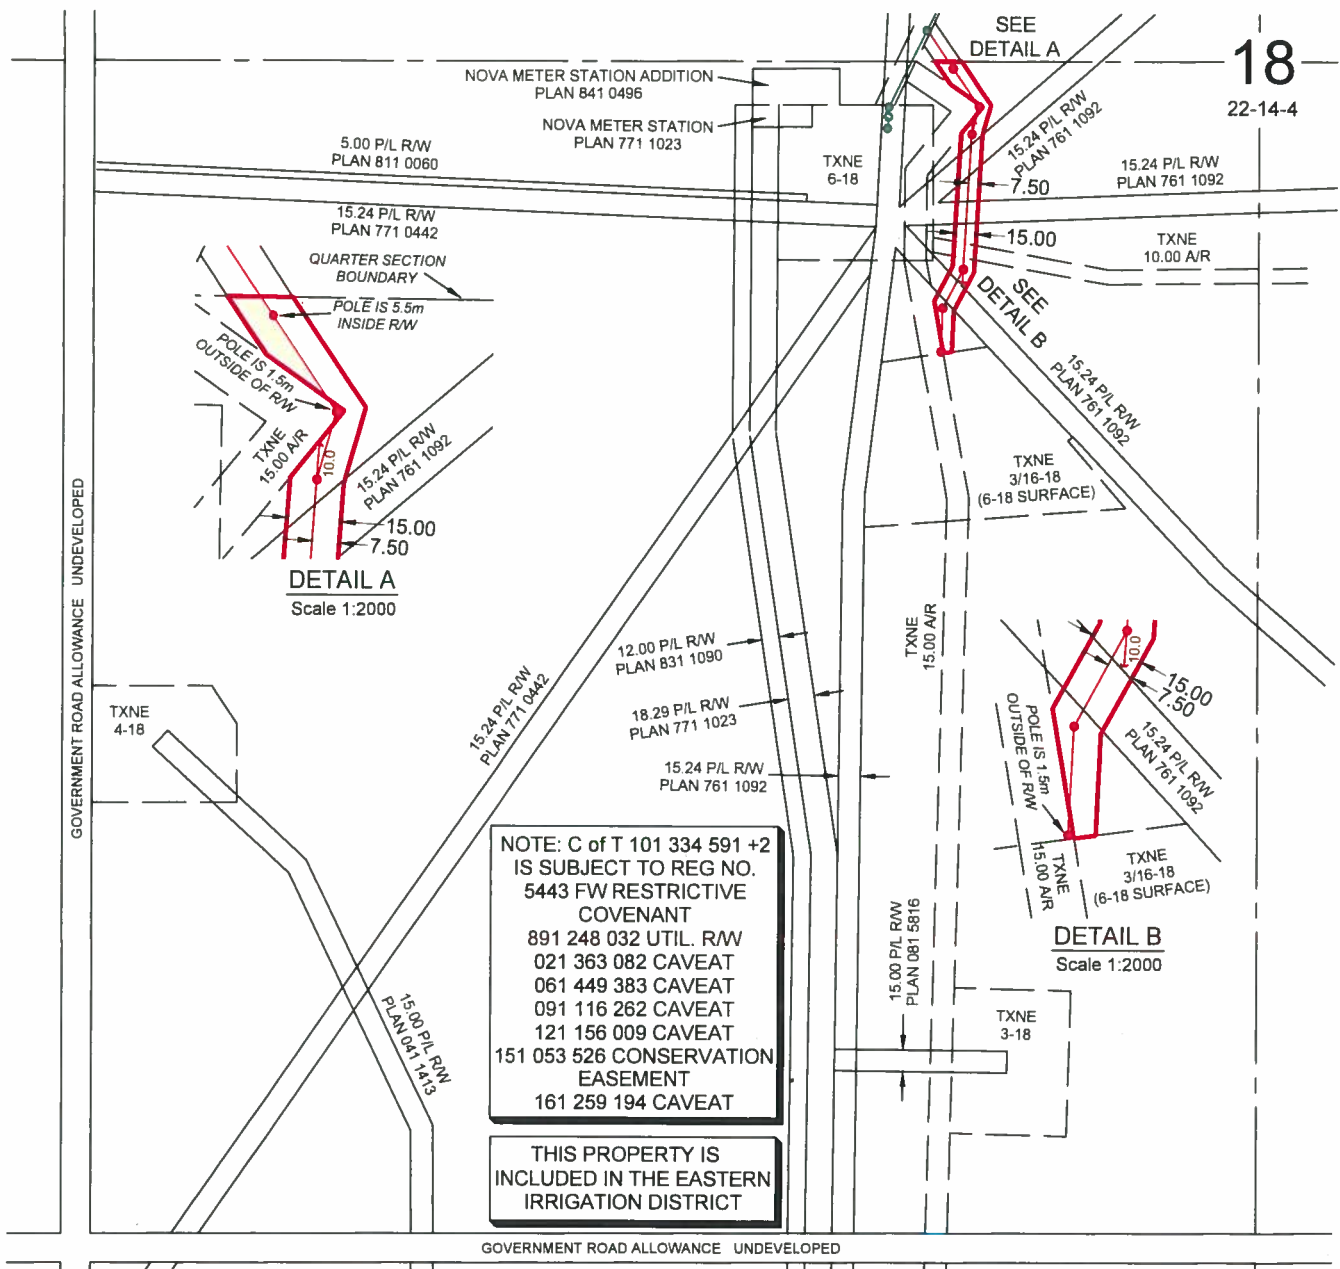 SEE
DETAIL A
18
22-14-4
NOVA METER STATION ADDITION
PLAN 841 0496
NOVA METER STATION
PLAN 771 1023
5.00 P/L R/W
PLAN 811 0060
TXNE
6-18
15.24 P/L R/W
PLAN 761 1092
7.50
15.24 P/L R/W
PLAN 761 1092
15.24 P/L R/W
PLAN 771 0442
15.00
TXNE
10.00 A/R
QUARTER SECTION
BOUNDARY
POLE IS 5.5m
INSIDE R/W
POLE IS 1.5m
OUTSIDE OF R/W
TXNE
15.00 A/R
10.0
15.24 P/L R/W
PLAN 761 1092
15.00
7.50
DETAIL A
Scale 1:2000
SEE
DETAIL B
15.24 P/L R/W
PLAN 761 1092
TXNE
3/16-18
(6-18 SURFACE)
GOVERNMENT ROAD ALLOWANCE UNDEVELOPED
12.00 P/L R/W
PLAN 831 1090
18.29 P/L R/W
PLAN 771 1023
15.24 P/L R/W
PLAN 771 0442
15.24 P/L R/W
PLAN 761 1092
TXNE
15.00 A/R
TXNE
4-18
10.0
15.00
7.50
15.24 P/L R/W
PLAN 761 1092
POLE IS 1.5m
OUTSIDE OF R/W
TXNE
15.00 A/R
TXNE
3/16-18
(6-18 SURFACE)
DETAIL B
Scale 1:2000
NOTE: C of T 101 334 591 +2
IS SUBJECT TO REG NO.
5443 FW RESTRICTIVE
COVENANT
891 248 032 UTIL. R/W
021 363 082 CAVEAT
061 449 383 CAVEAT
091 116 262 CAVEAT
121 156 009 CAVEAT
151 053 526 CONSERVATION
EASEMENT
161 259 194 CAVEAT
15.00 P/L R/W
PLAN 081 5816
TXNE
3-18
15.00 P/L R/W
PLAN 041 1413
THIS PROPERTY IS
INCLUDED IN THE EASTERN
IRRIGATION DISTRICT
GOVERNMENT ROAD ALLOWANCE UNDEVELOPED